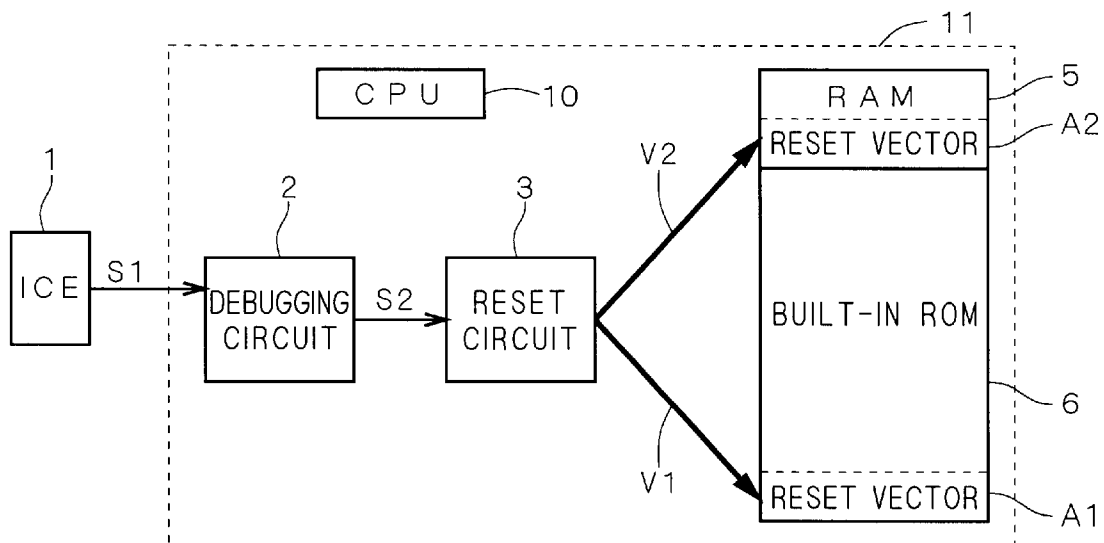 11
CPU
10
RAM
5
RESET VECTOR
A2
1
2
3
V2
ICE
S1
DEBUGGING
CIRCUIT
S2
RESET
CIRCUIT
BUILT-IN ROM
6
V1
RESET VECTOR
A1